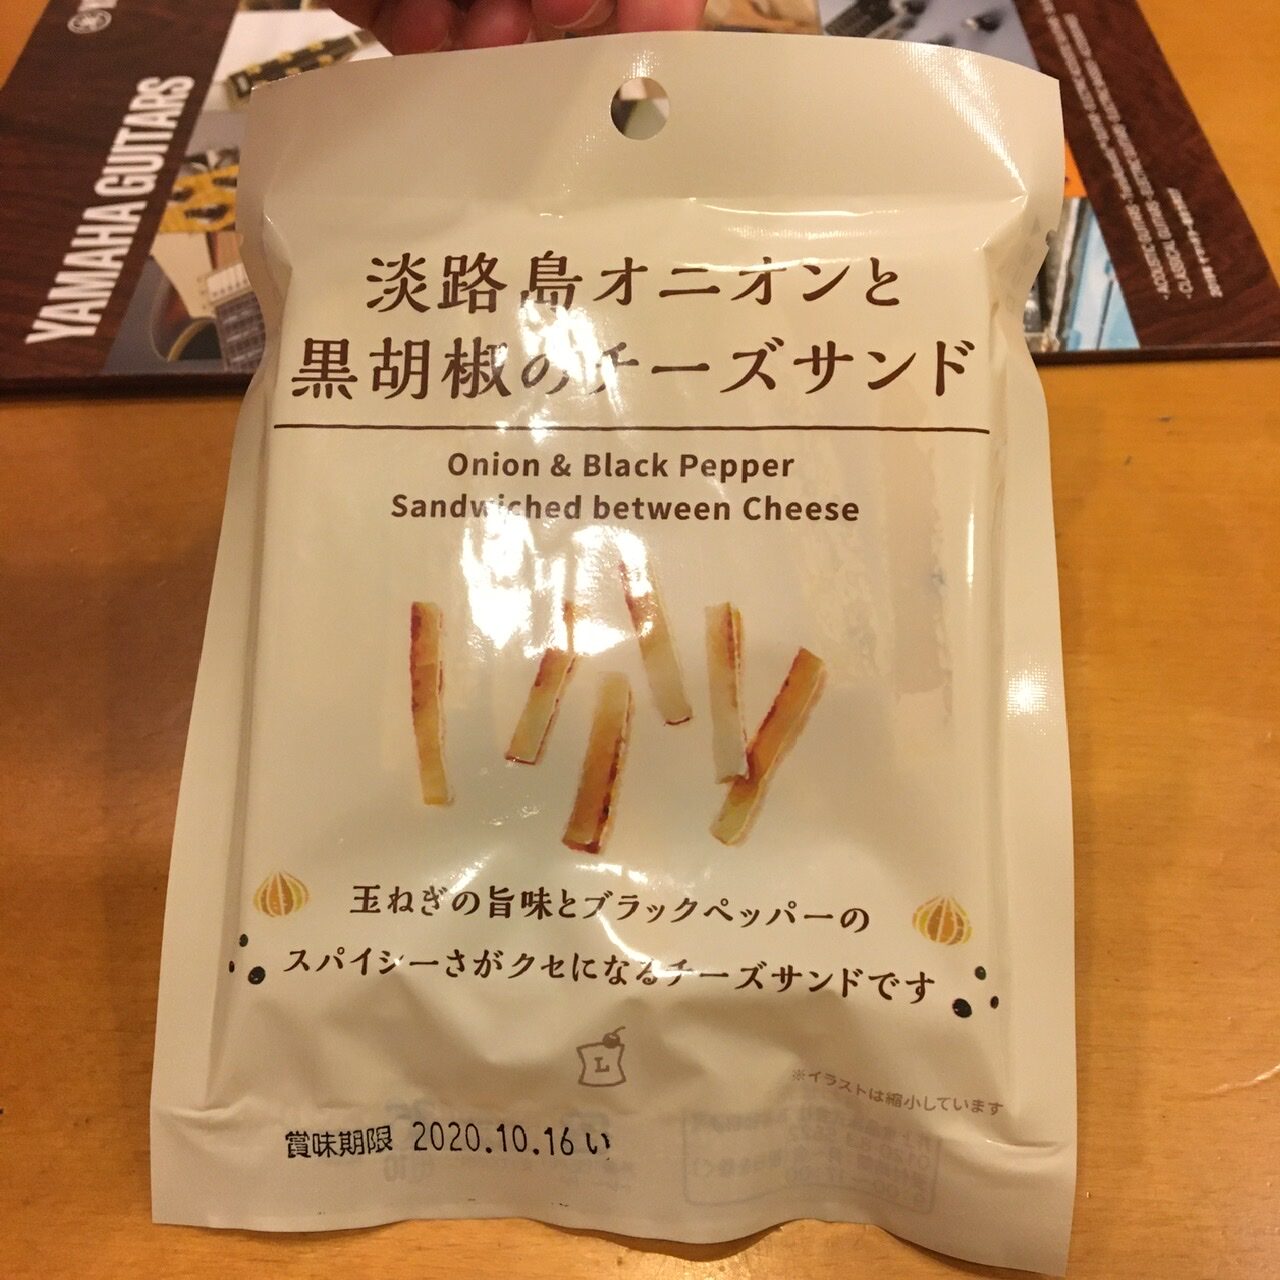 YAMAHA GUITARS
淡路島オニオンと
黒胡椒のチーズサンド
Onion & Black Pepper
Sandwiched between Cheese
玉ねぎの旨味とブラックペッパーの
スパイシーさがクセになるチーズサンドです
L
※イラストは縮小しています
賞味期限 2020.10.16い